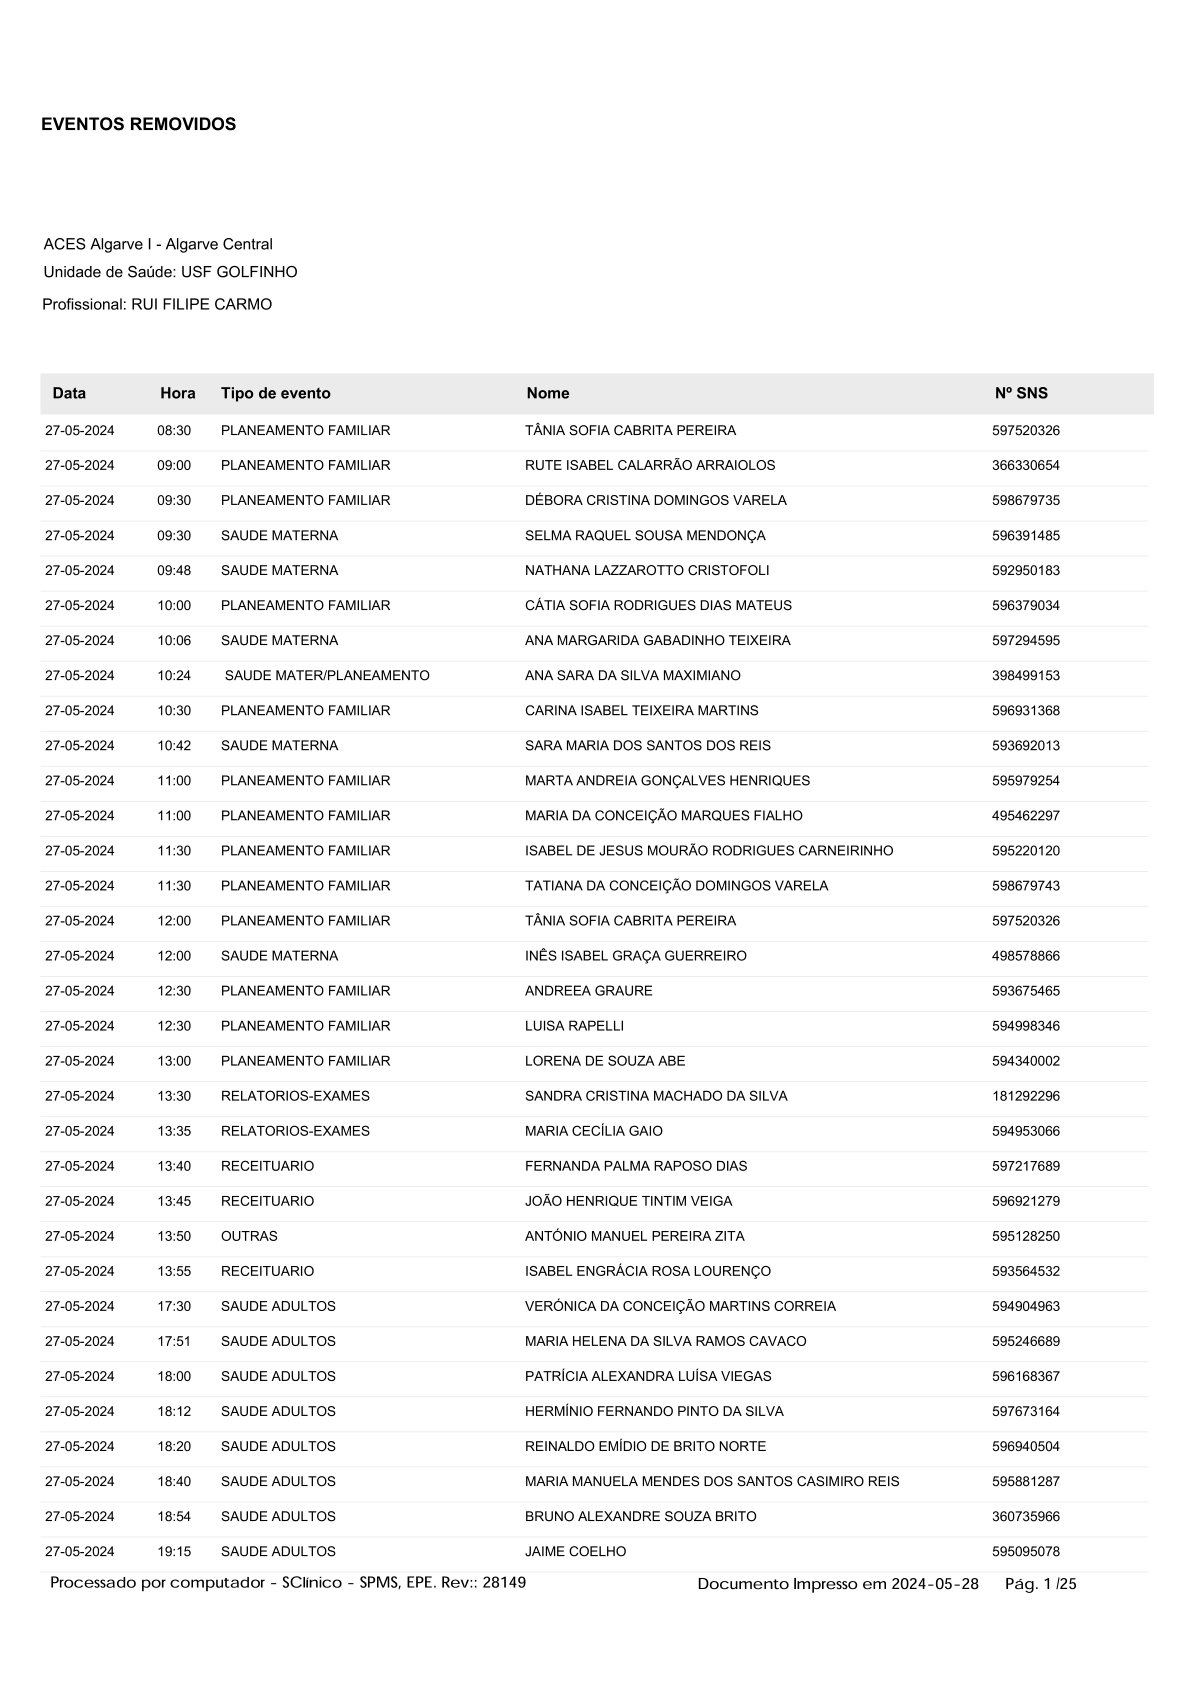 EVENTOS REMOVIDOS
ACES Algarve I - Algarve Central
Unidade de Saúde: USF GOLFINHO
Profissional: RUI FILIPE CARMO
Data Hora Tipo de evento Nome Nº SNS
27-05-2024 08:30 PLANEAMENTO FAMILIAR TÂNIA SOFIA CABRITA PEREIRA 597520326
27-05-2024 09:00 PLANEAMENTO FAMILIAR RUTE ISABEL CALARRÃO ARRAIOLOS 366330654
27-05-2024 09:30 PLANEAMENTO FAMILIAR DÉBORA CRISTINA DOMINGOS VARELA 598679735
27-05-2024 09:30 SAUDE MATERNA SELMA RAQUEL SOUSA MENDONÇA 596391485
27-05-2024 09:48 SAUDE MATERNA NATHANA LAZZAROTTO CRISTOFOLI 592950183
27-05-2024 10:00 PLANEAMENTO FAMILIAR CÁTIA SOFIA RODRIGUES DIAS MATEUS 596379034
27-05-2024 10:06 SAUDE MATERNA ANA MARGARIDA GABADINHO TEIXEIRA 597294595
27-05-2024 10:24 SAUDE MATER/PLANEAMENTO ANA SARA DA SILVA MAXIMIANO 398499153
27-05-2024 10:30 PLANEAMENTO FAMILIAR CARINA ISABEL TEIXEIRA MARTINS 596931368
27-05-2024 10:42 SAUDE MATERNA SARA MARIA DOS SANTOS DOS REIS 593692013
27-05-2024 11:00 PLANEAMENTO FAMILIAR MARTA ANDREIA GONÇALVES HENRIQUES 595979254
27-05-2024 11:00 PLANEAMENTO FAMILIAR MARIA DA CONCEIÇÃO MARQUES FIALHO 495462297
27-05-2024 11:30 PLANEAMENTO FAMILIAR ISABEL DE JESUS MOURÃO RODRIGUES CARNEIRINHO 595220120
27-05-2024 11:30 PLANEAMENTO FAMILIAR TATIANA DA CONCEIÇÃO DOMINGOS VARELA 598679743
27-05-2024 12:00 PLANEAMENTO FAMILIAR TÂNIA SOFIA CABRITA PEREIRA 597520326
27-05-2024 12:00 SAUDE MATERNA INÊS ISABEL GRAÇA GUERREIRO 498578866
27-05-2024 12:30 PLANEAMENTO FAMILIAR ANDREEA GRAURE 593675465
27-05-2024 12:30 PLANEAMENTO FAMILIAR LUISA RAPELLI 594998346
27-05-2024 13:00 PLANEAMENTO FAMILIAR LORENA DE SOUZA ABE 594340002
27-05-2024 13:30 RELATORIOS-EXAMES SANDRA CRISTINA MACHADO DA SILVA 181292296
27-05-2024 13:35 RELATORIOS-EXAMES MARIA CECÍLIA GAIO 594953066
27-05-2024 13:40 RECEITUARIO FERNANDA PALMA RAPOSO DIAS 597217689
27-05-2024 13:45 RECEITUARIO JOÃO HENRIQUE TINTIM VEIGA 596921279
27-05-2024 13:50 OUTRAS ANTÓNIO MANUEL PEREIRA ZITA 595128250
27-05-2024 13:55 RECEITUARIO ISABEL ENGRÁCIA ROSA LOURENÇO 593564532
27-05-2024 17:30 SAUDE ADULTOS VERÓNICA DA CONCEIÇÃO MARTINS CORREIA 594904963
27-05-2024 17:51 SAUDE ADULTOS MARIA HELENA DA SILVA RAMOS CAVACO 595246689
27-05-2024 18:00 SAUDE ADULTOS PATRÍCIA ALEXANDRA LUÍSA VIEGAS 596168367
27-05-2024 18:12 SAUDE ADULTOS HERMÍNIO FERNANDO PINTO DA SILVA 597673164
27-05-2024 18:20 SAUDE ADULTOS REINALDO EMÍDIO DE BRITO NORTE 596940504
27-05-2024 18:40 SAUDE ADULTOS MARIA MANUELA MENDES DOS SANTOS CASIMIRO REIS 595881287
27-05-2024 18:54 SAUDE ADULTOS BRUNO ALEXANDRE SOUZA BRITO 360735966
27-05-2024 19:15 SAUDE ADULTOS JAIME COELHO 595095078
Processado por computador - SClínico - SPMS, EPE. Rev:: 28149 Documento Impresso em 2024-05-28 Pág. 1 /25